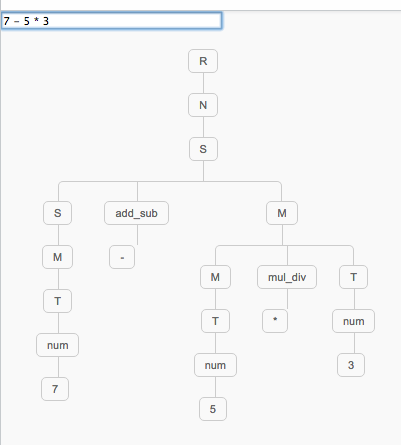 7 - 5 * 3
R
N
S
S add_sub M
M - M mul_div T
T T * num
num num 3
7 5